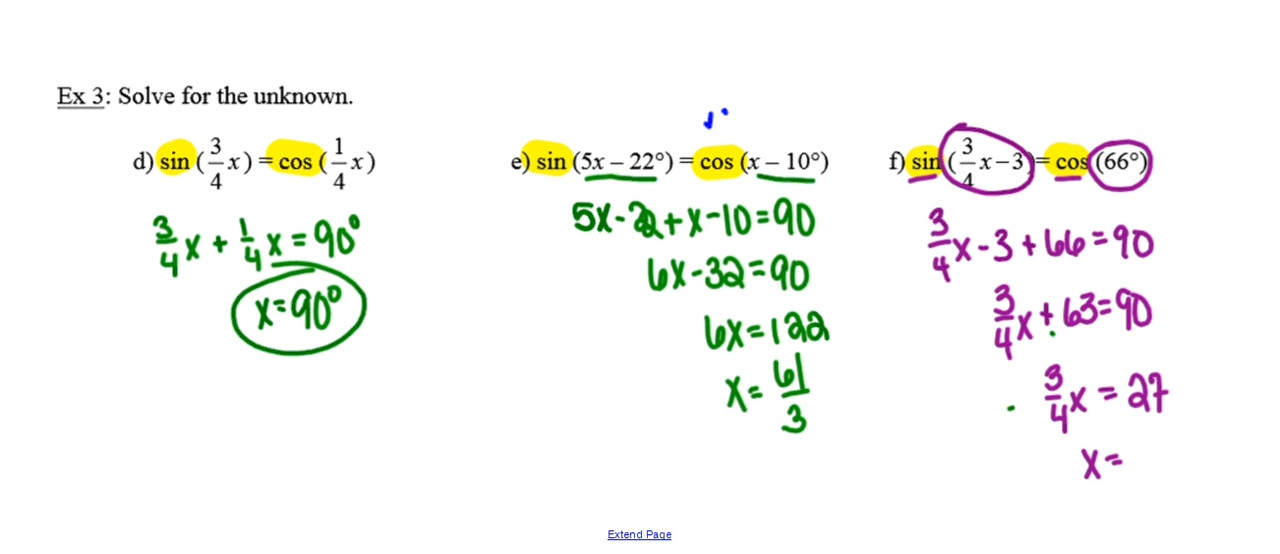 Ex 3: Solve for the unknown.
d) sin (3/4 x) = cos (1/4 x)
3/4 x + 1/4 x = 90°
x = 90°
e) sin (5x – 22°) = cos (x – 10°)
5x - 22 + x - 10 = 90
6x - 32 = 90
6x = 122
x = 61/3
f) sin (3/4 x – 3) = cos (66°)
3/4 x - 3 + 66 = 90
3/4 x + 63 = 90
3/4 x = 27
x =
Extend Page